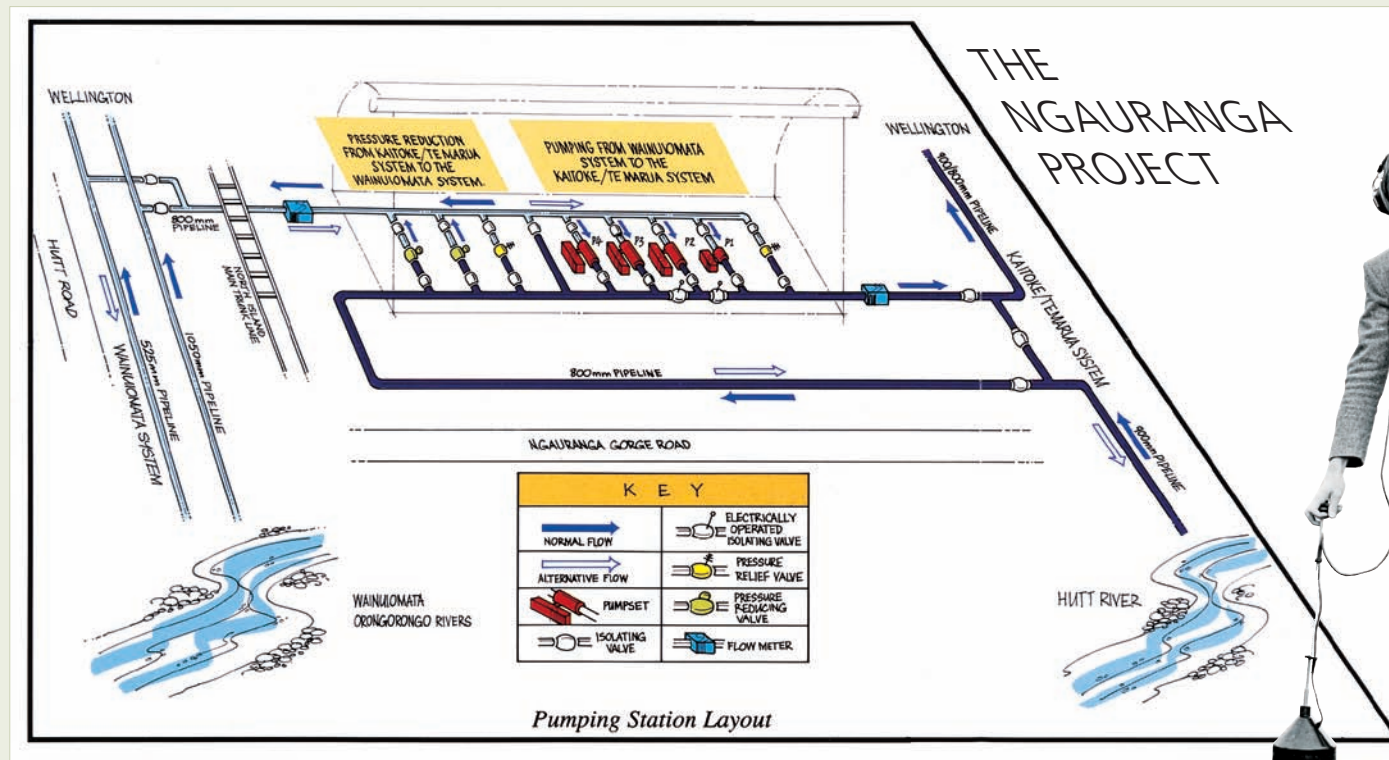 THE
NGAURANGA
PROJECT
WELLINGTON
PRESSURE REDUCTION
FROM KAITOKE/TE MARUA
SYSTEM TO THE
WAINUIOMATA SYSTEM.
PUMPING FROM WAINUIOMATA
SYSTEM TO THE
KAITOKE/TE MARUA SYSTEM
WELLINGTON
900/800mm PIPELINE
800mm
PIPELINE
P4
P3
P2
P1
HUTT ROAD
NORTH ISLAND
MAIN TRUNK LINE
KAITOKE/TEMARUA SYSTEM
525mm PIPELINE
1050mm PIPELINE
WAINUIOMATA SYSTEM
800mm PIPELINE
900mm PIPELINE
NGAURANGA GORGE ROAD
KEY
NORMAL FLOW
ELECTRICALLY
OPERATED
ISOLATING VALVE
ALTERNATIVE FLOW
PRESSURE
RELIEF VALVE
PUMPSET
PRESSURE
REDUCING
VALVE
ISOLATING
VALVE
FLOW METER
WAINUIOMATA
ORONGORONGO RIVERS
HUTT RIVER
Pumping Station Layout